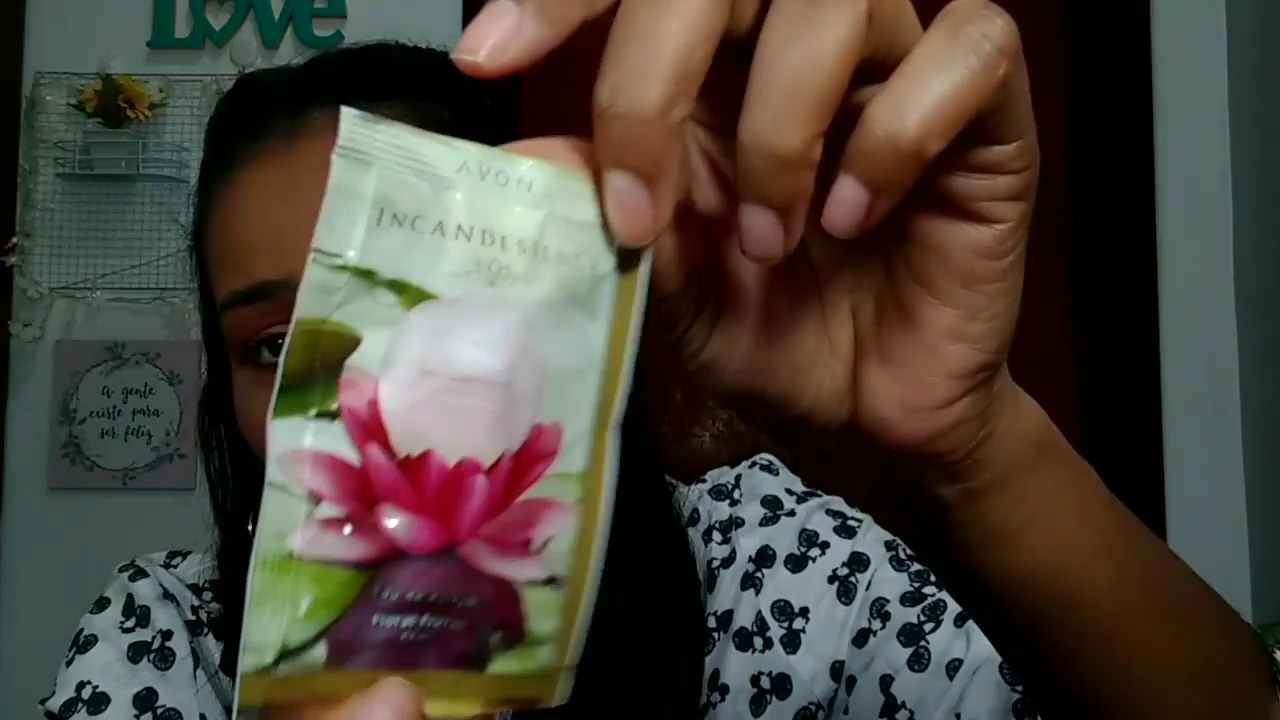 LOVE
AVON
INCANDESSENCE
A gente
existe para
ser feliz